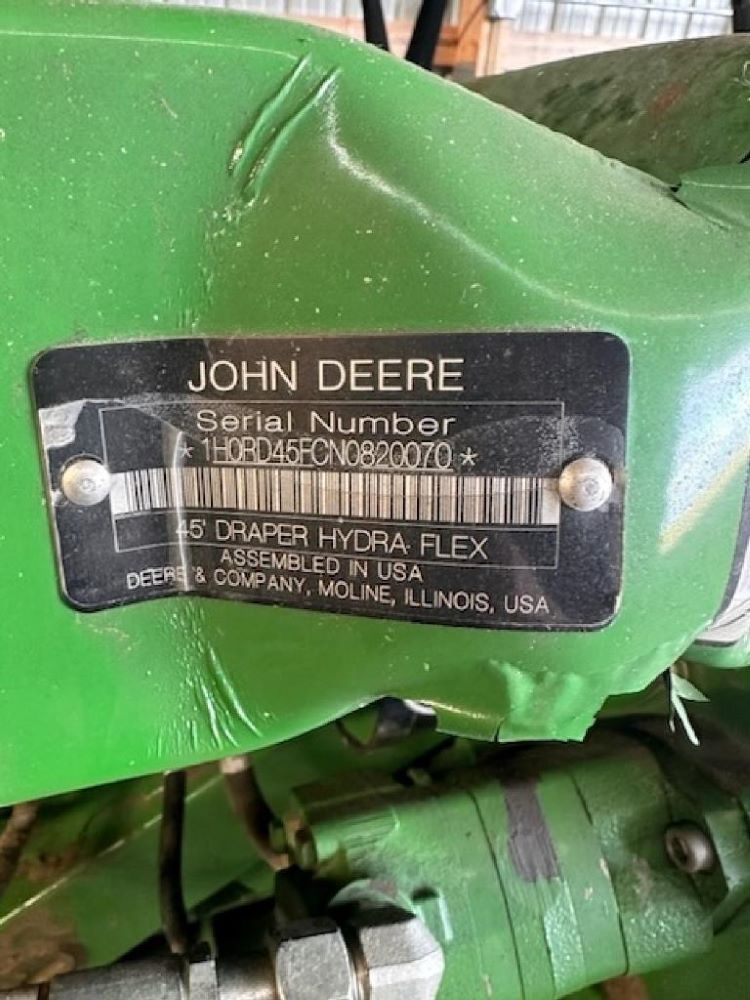 JOHN DEERE
Serial Number
*1H0RD45FCN0820070*
45' DRAPER HYDRA FLEX
ASSEMBLED IN USA
DEERE & COMPANY, MOLINE, ILLINOIS, USA